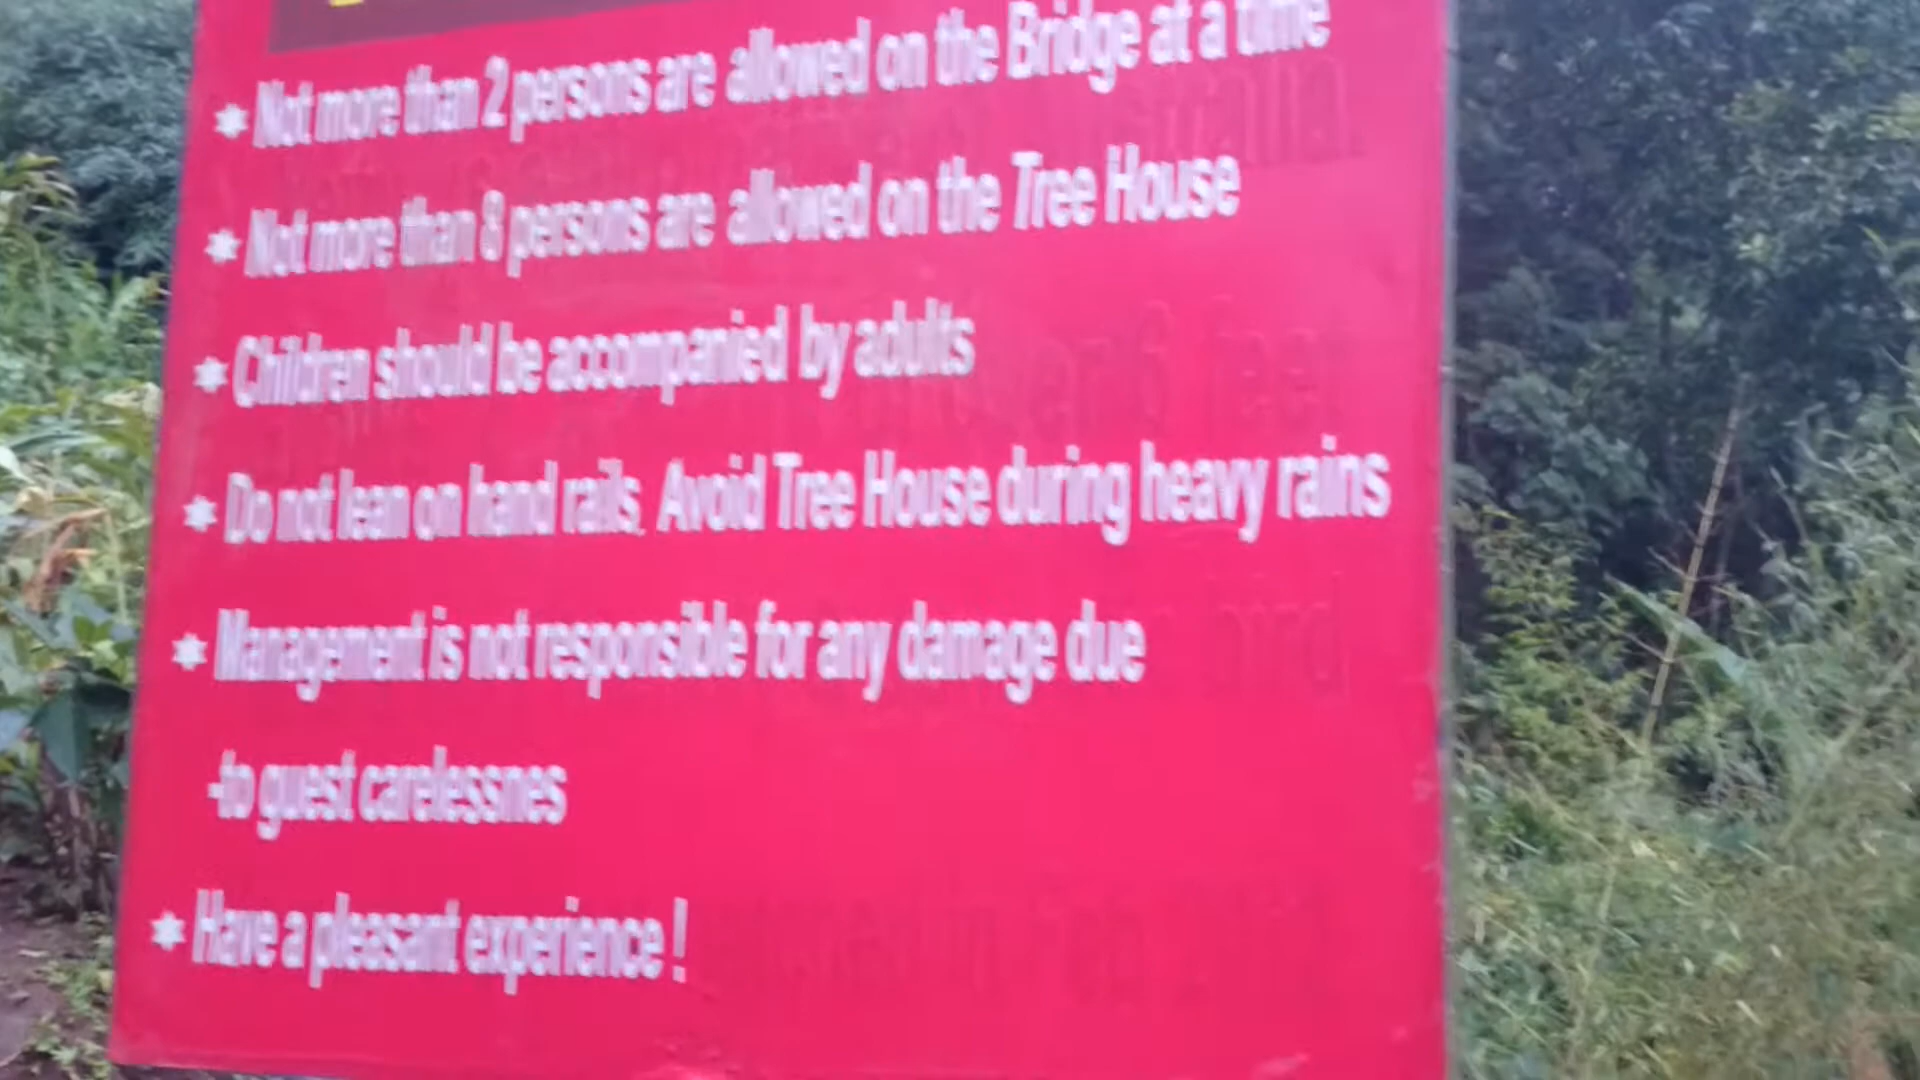 * Not more than 2 persons are allowed on the Bridge at a time
* Not more than 8 persons are allowed on the Tree House
* Children should be accompanied by adults
* Do not lean on hand rails. Avoid Tree House during heavy rains
* Management is not responsible for any damage due
-to guest carelessnes
* Have a pleasant experience !